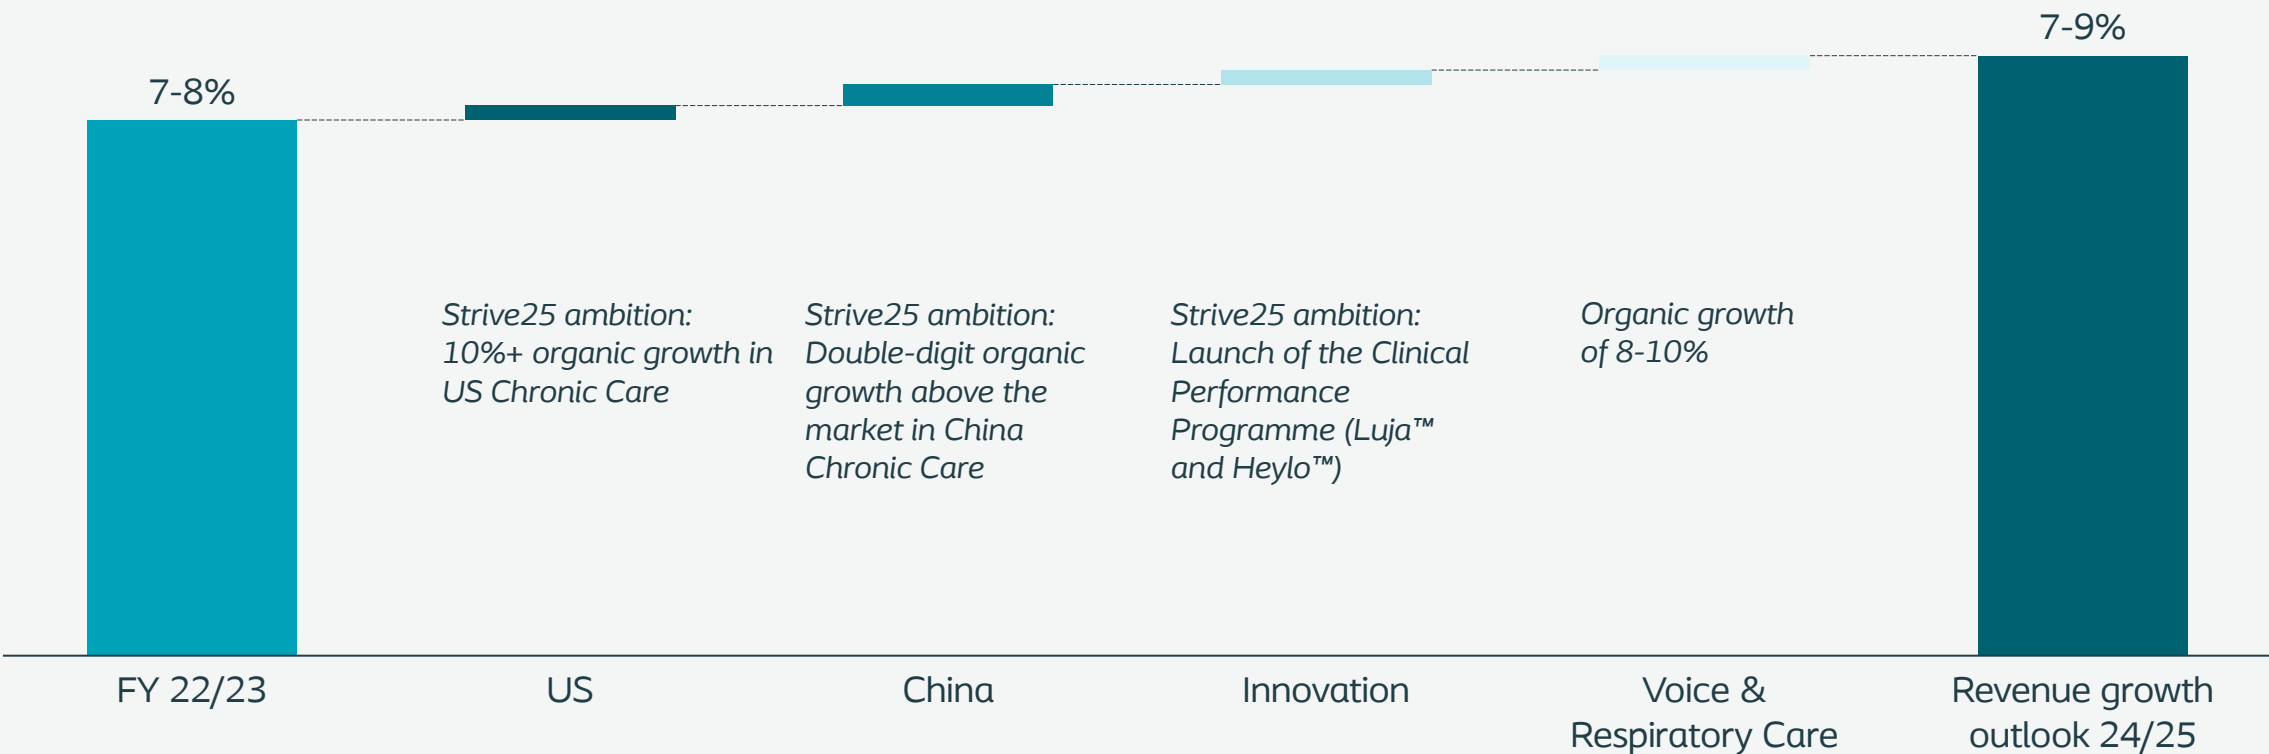 7-8%
7-9%
Strive25 ambition:
10%+ organic growth in
US Chronic Care
Strive25 ambition:
Double-digit organic
growth above the
market in China
Chronic Care
Strive25 ambition:
Launch of the Clinical
Performance
Programme (Luja™
and Heylo™)
Organic growth
of 8-10%
FY 22/23
US
China
Innovation
Voice &
Respiratory Care
Revenue growth
outlook 24/25